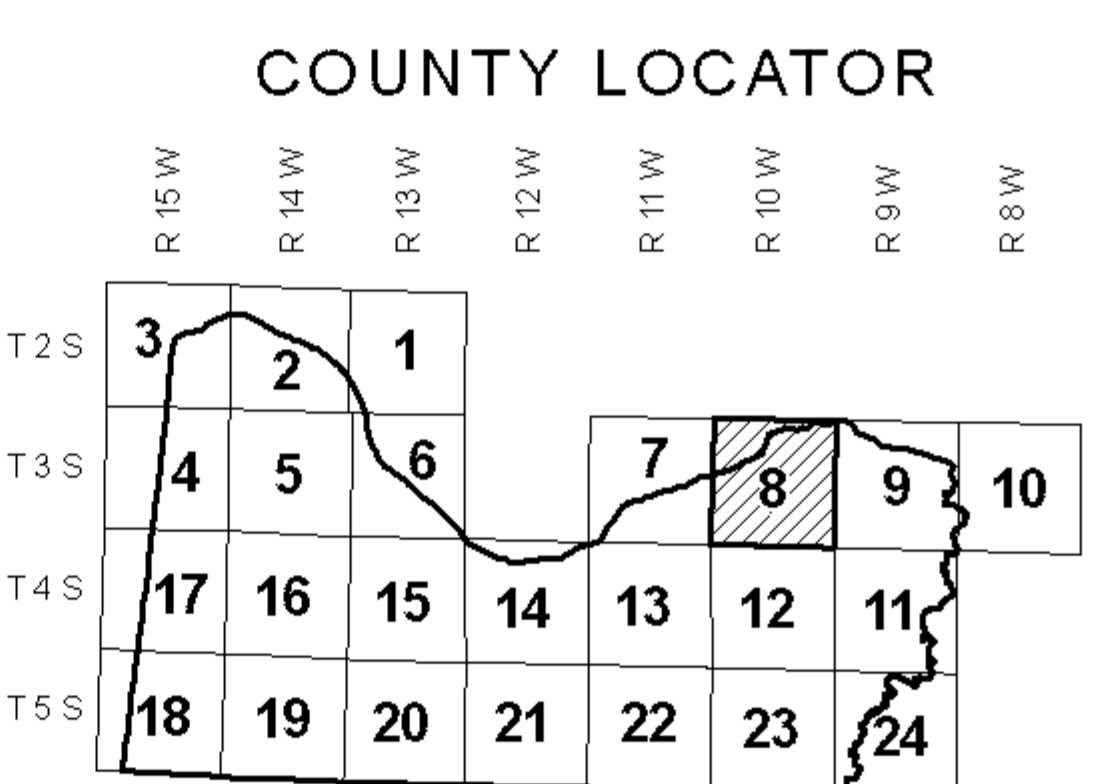 COUNTY LOCATOR
R 15 W R 14 W R 13 W R 12 W R 11 W R 10 W R 9 W R 8 W
T 2 S 3 2 1
T 3 S 4 5 6 7 8 9 10
T 4 S 17 16 15 14 13 12 11
T 5 S 18 19 20 21 22 23 24